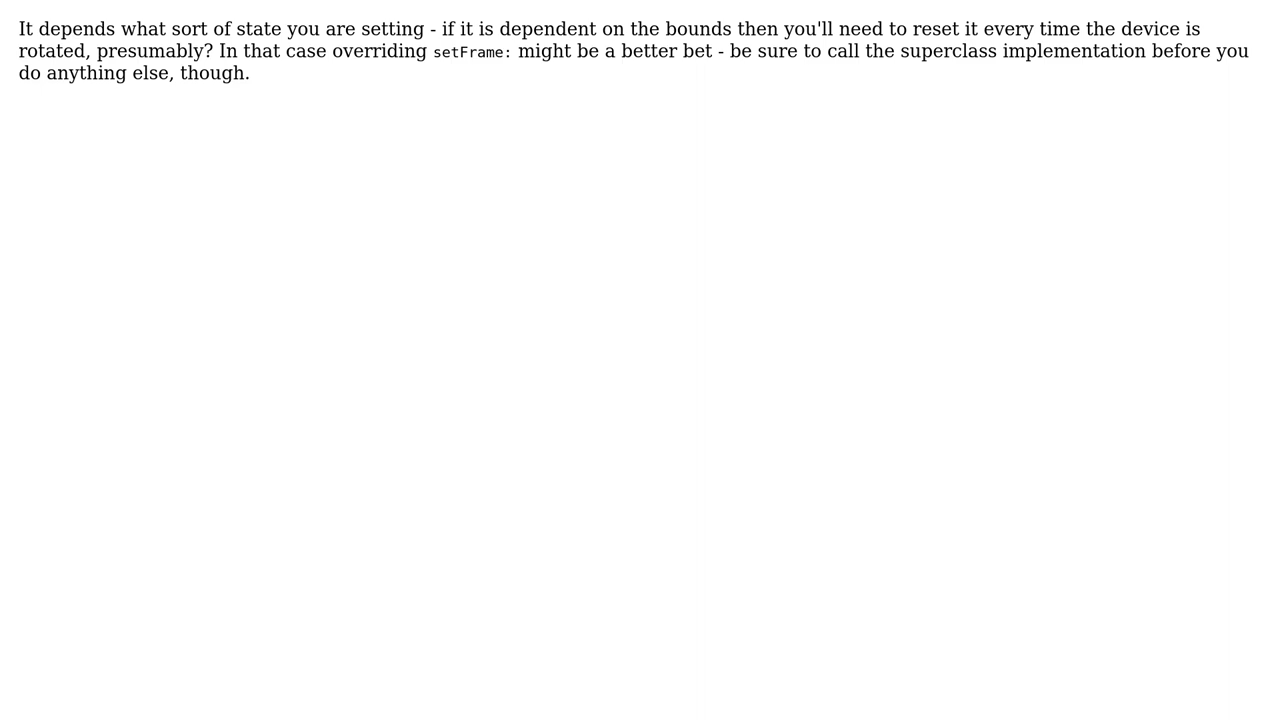 It depends what sort of state you are setting - if it is dependent on the bounds then you'll need to reset it every time the device is
rotated, presumably? In that case overriding setFrame: might be a better bet - be sure to call the superclass implementation before you
do anything else, though.